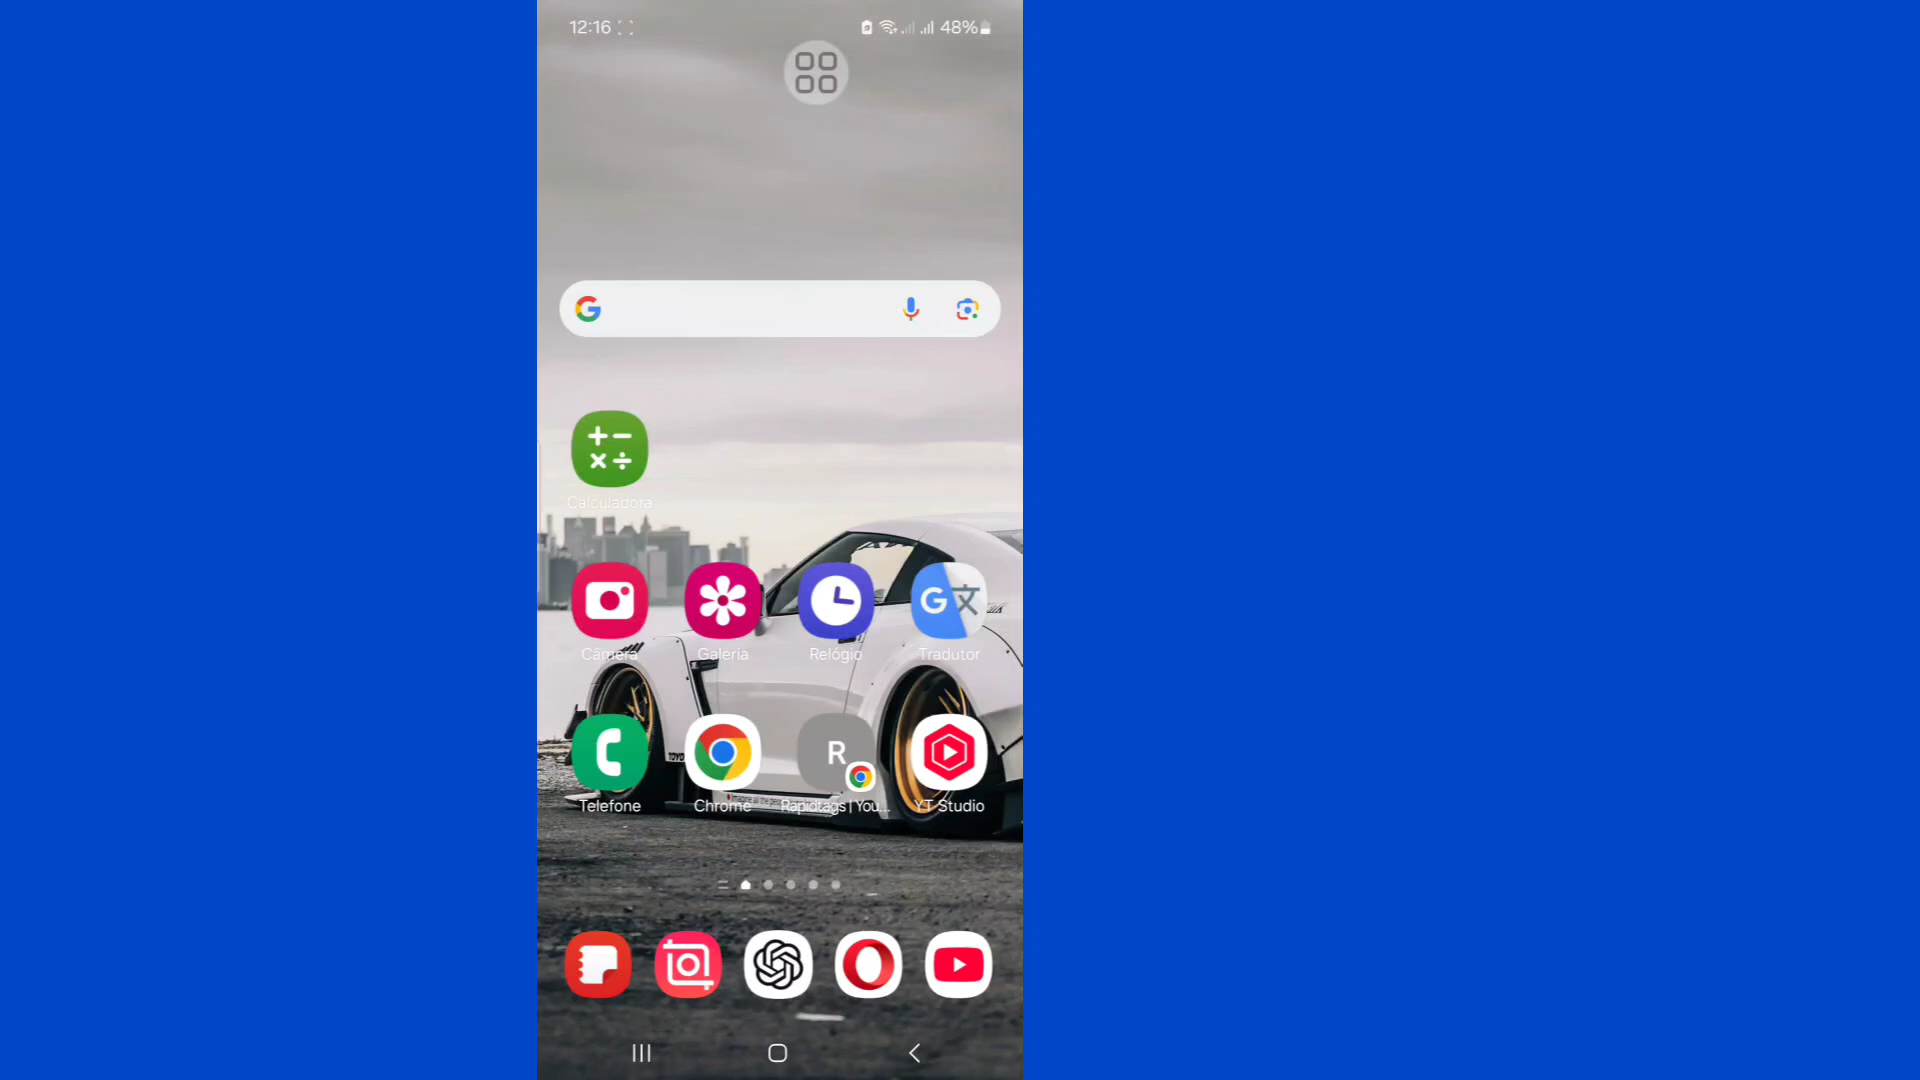 12:16
48%
Calculadora
Câmera Galeria Relógio Tradutor
R
Telefone Chrome Rapidtags | You... YT Studio